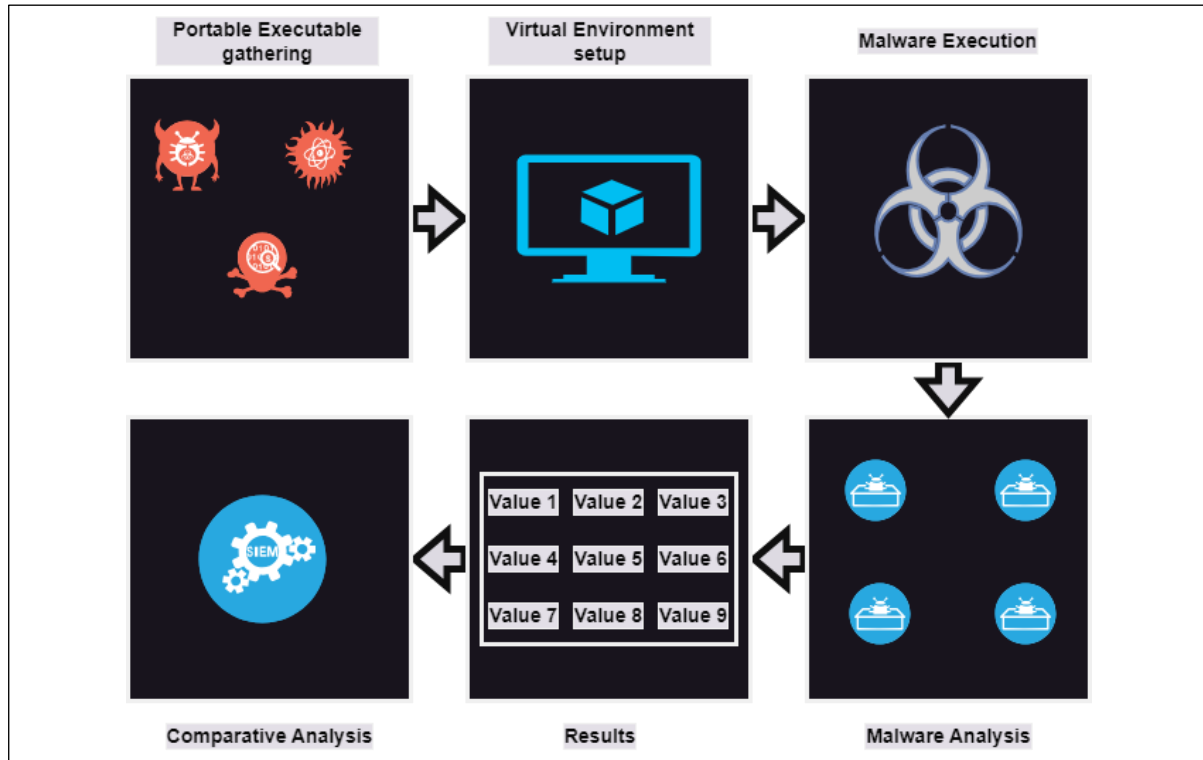 Portable Executable
gathering
Virtual Environment
setup
Malware Execution
SIEM
Value 1 Value 2 Value 3
Value 4 Value 5 Value 6
Value 7 Value 8 Value 9
Comparative Analysis
Results
Malware Analysis